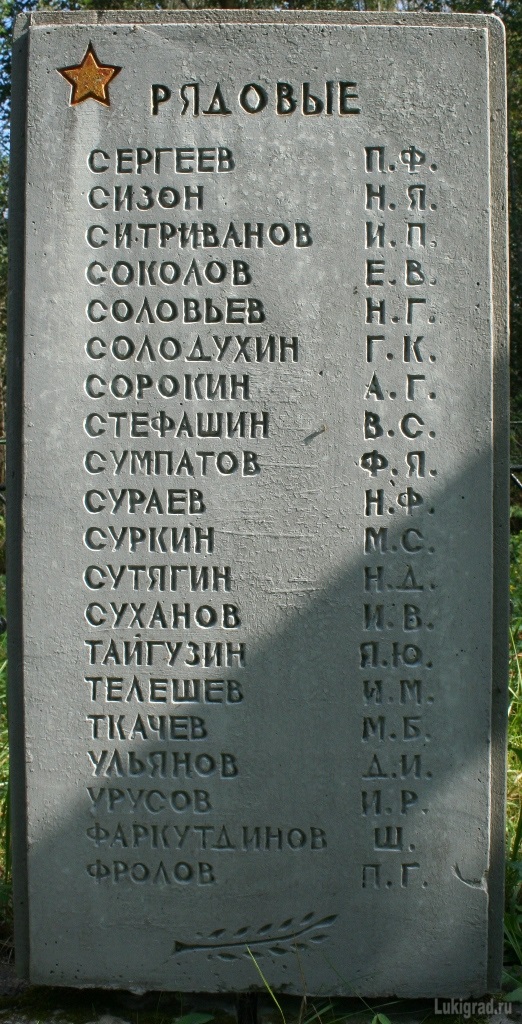 РЯДОВЫЕ
СЕРГЕЕВ П.Ф.
СИЗОН Н.Я.
СИТРИВАНОВ И.П.
СОКОЛОВ Е.В.
СОЛОВЬЕВ Н.Г.
СОЛОДУХИН Г.К.
СОРОКИН А.Г.
СТЕФАШИН В.С.
СУМПАТОВ Ф.Я.
СУРАЕВ Н.Ф.
СУРКИН М.С.
СУТЯГИН Н.Д.
СУХАНОВ И.В.
ТАЙГУЗИН Я.Ю.
ТЕЛЕШЕВ И.М.
ТКАЧЕВ М.Б.
УЛЬЯНОВ Д.И.
УРУСОВ И.Р.
ФАРКУТДИНОВ Ш.
ФРОЛОВ П.Г.
Lukigrad.ru